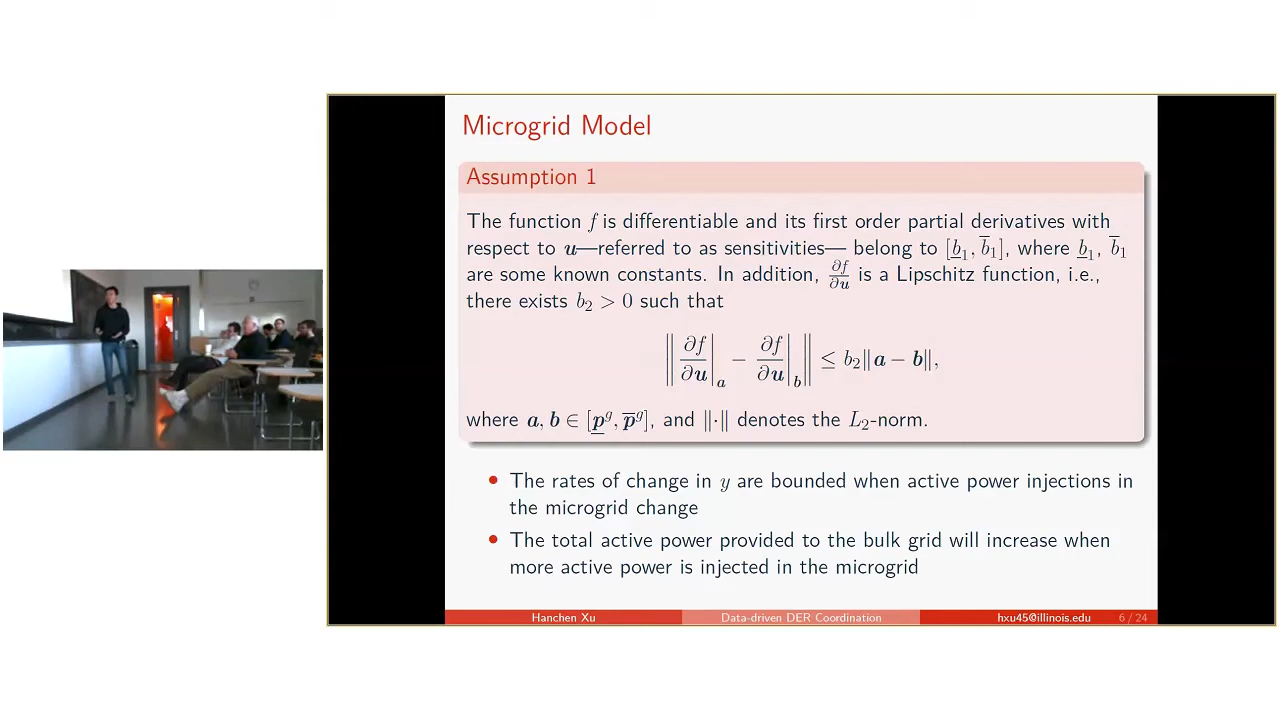 Microgrid Model
Assumption 1
The function f is differentiable and its first order partial derivatives with
respect to u—referred to as sensitivities— belong to [b̲₁, b̅₁], where b̲₁, b̅₁
are some known constants. In addition, ∂f/∂u is a Lipschitz function, i.e.,
there exists b₂ > 0 such that
‖ ∂f/∂u |ₐ − ∂f/∂u |_b ‖ ≤ b₂‖a − b‖,
where a, b ∈ [p̲ᵍ, p̅ᵍ], and ‖·‖ denotes the L₂-norm.
• The rates of change in y are bounded when active power injections in
the microgrid change
• The total active power provided to the bulk grid will increase when
more active power is injected in the microgrid
Hanchen Xu Data-driven DER Coordination hxu45@illinois.edu 6 / 24